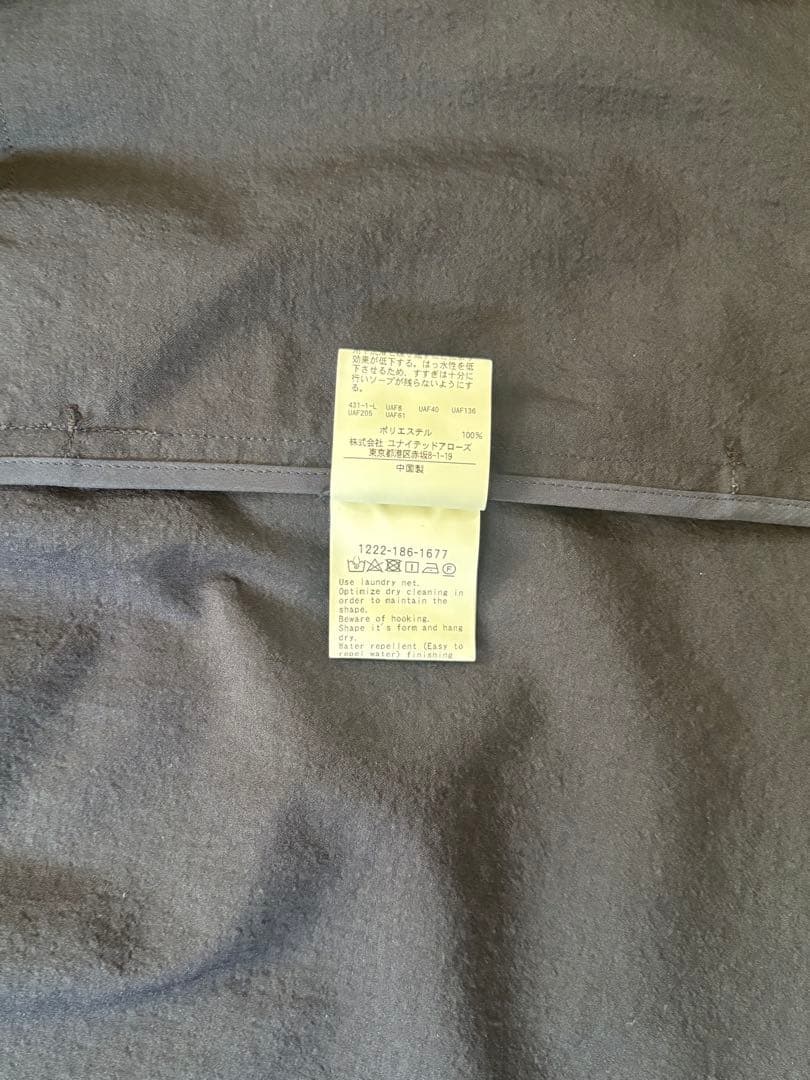 効果が低下する。はっ水性を低
下させるため、すすぎは十分に
行いソープが残らないようにす
る。
431-1-L UAF8 UAF40 UAF136
UAF205 UAF61
ポリエステル 100%
株式会社 ユナイテッドアローズ
東京都港区赤坂8-1-19
中国製
1222-186-1677
F
Use laundry net.
Optimize dry cleaning in
order to maintain the
shape.
Beware of hooking.
Shape it's form and hang
dry.
Water repellent (Easy to
repel water) finishing